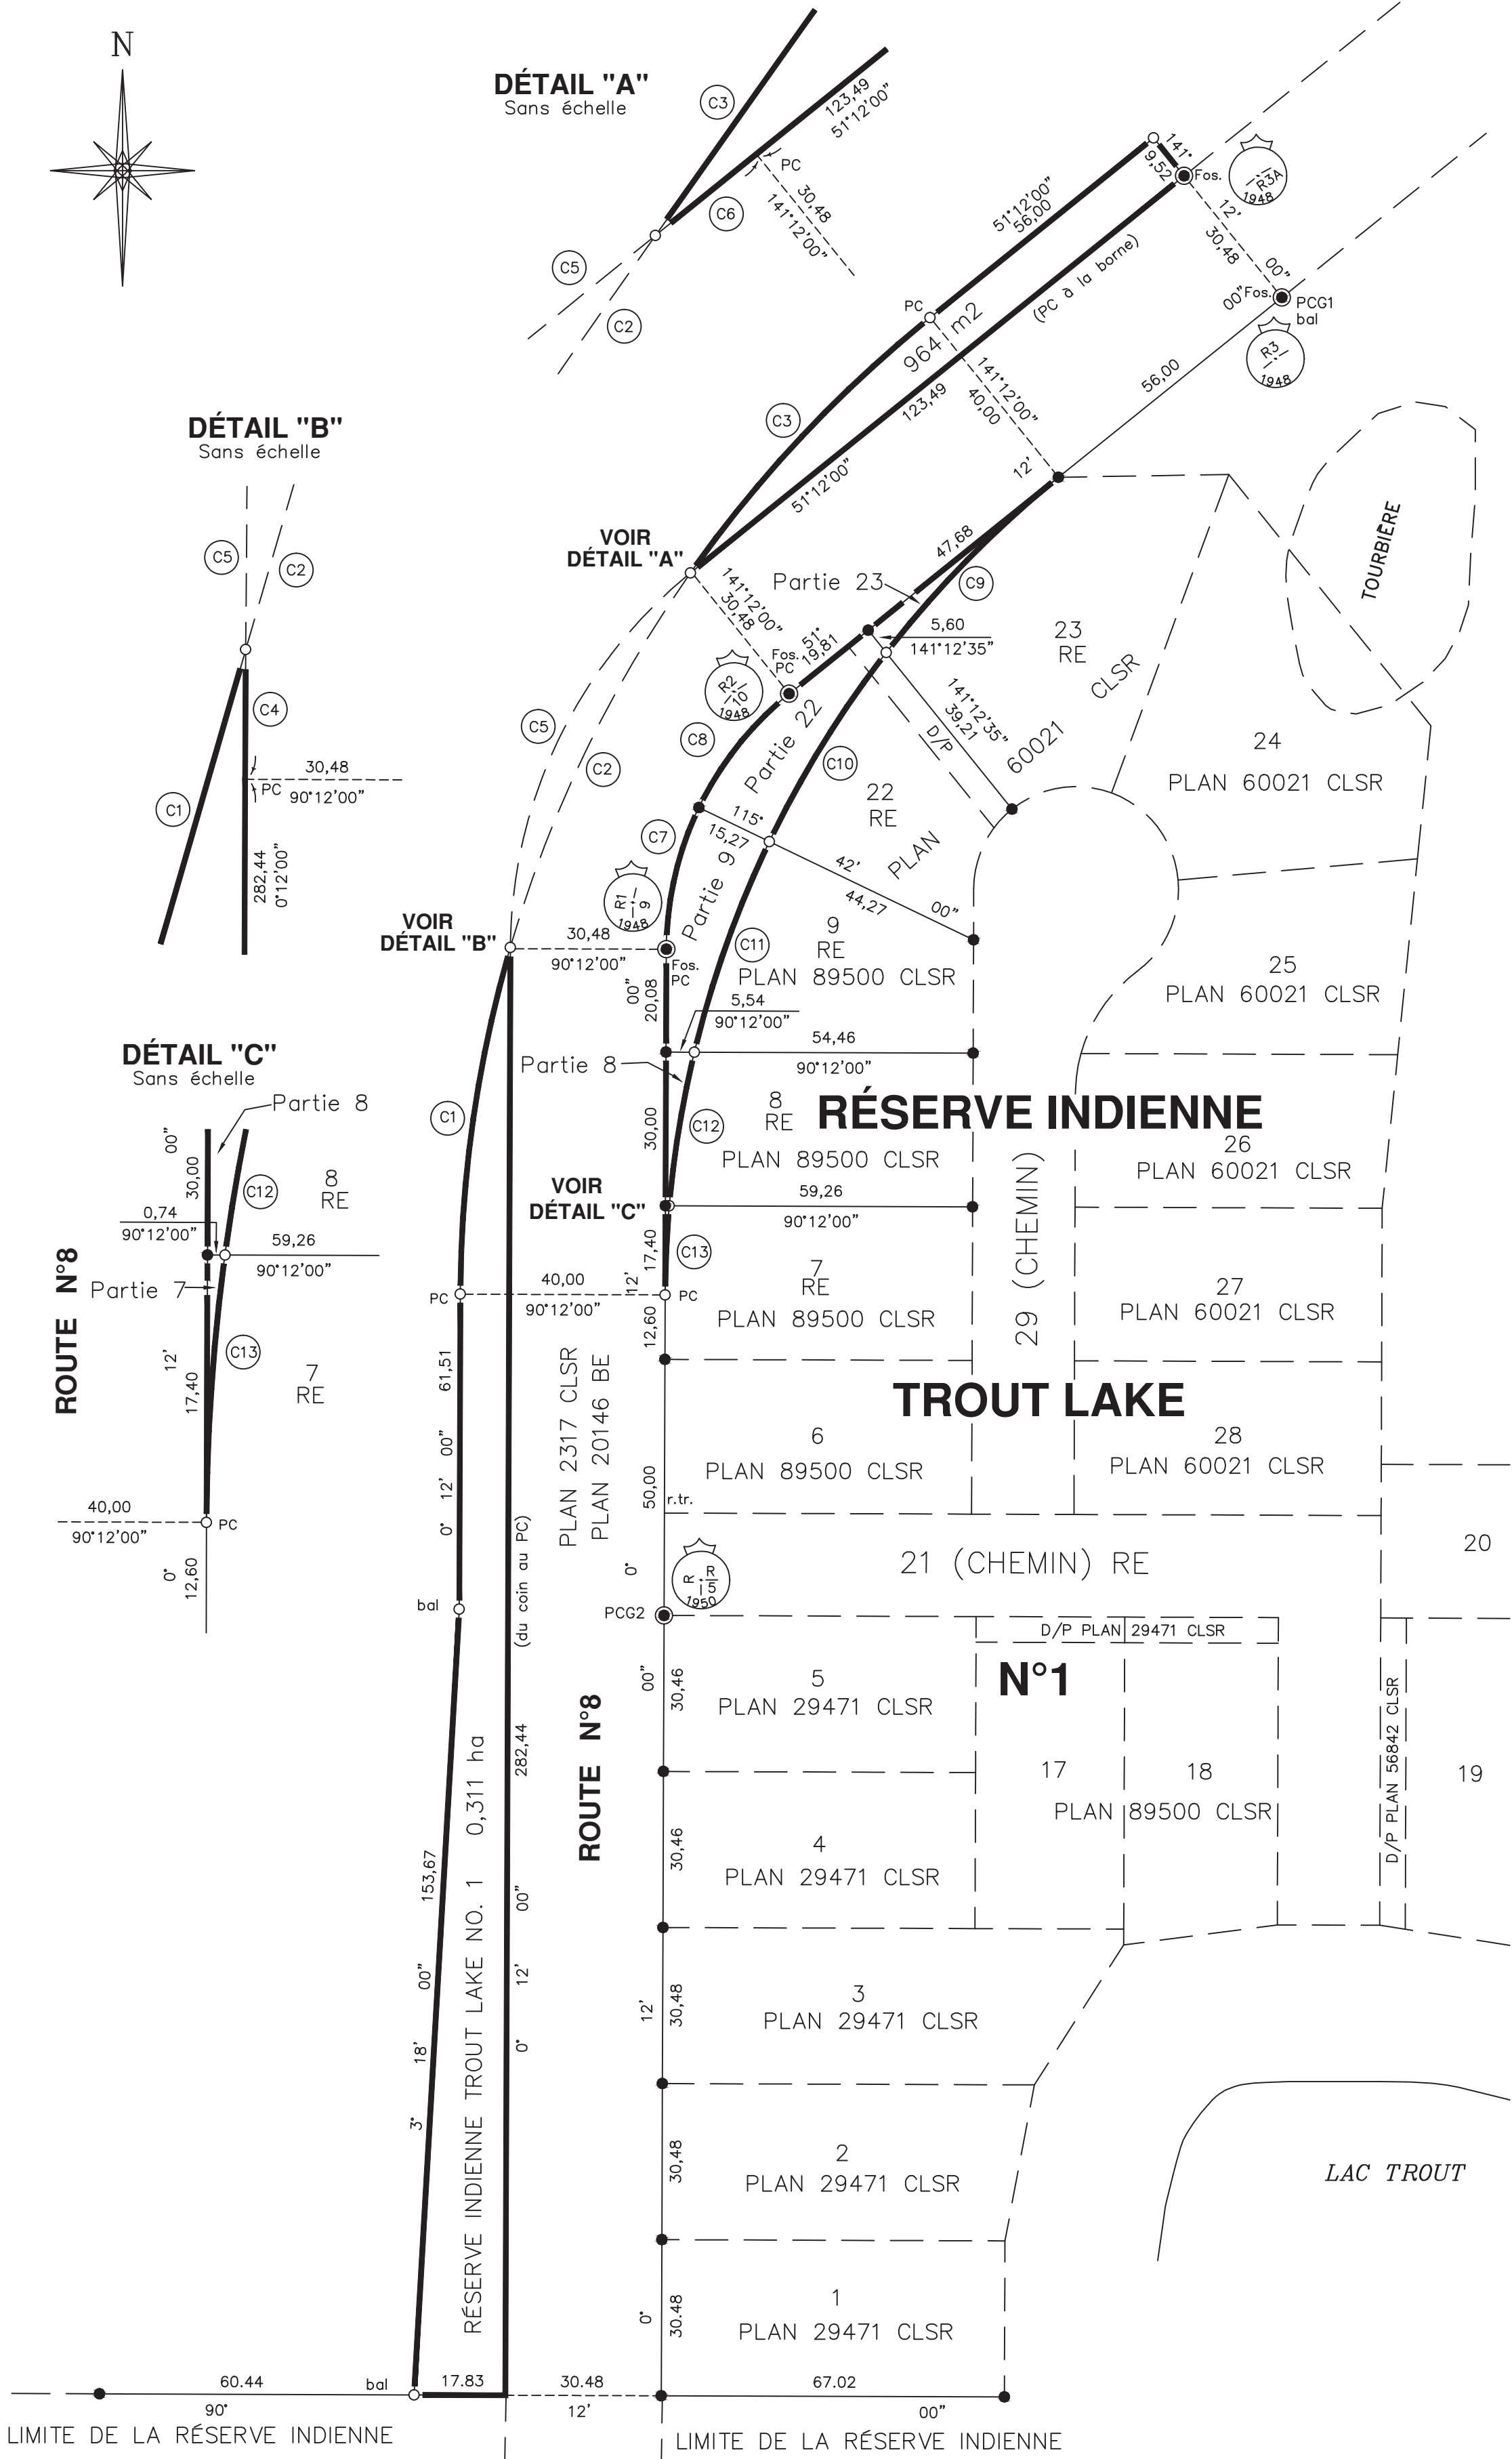 N
DÉTAIL "A"
Sans échelle
C3
123,49
51°12'00"
PC
C6
30,48
141°12'00"
C5
C2
141°
9,52
Fos.
R3A
1948
12'
30,48
00"
00"
Fos.
PCG1
bal
R3
1948
51°12'00"
56,00
(PC à la borne)
PC
964 m2
141°12'00"
40,00
56,00
C3
123,49
51°12'00"
12'
DÉTAIL "B"
Sans échelle
C5
C2
C4
30,48
PC
90°12'00"
C1
282,44
0°12'00"
VOIR
DÉTAIL "A"
47,68
C9
Partie 23
141°12'00"
30,48
5,60
141°12'35"
51°
19,81
Fos.
PC
R2
10
1948
23
RE
CLSR
TOURBIÈRE
C5
C8
C2
Partie 22
C10
D/P
141°12'35"
39,21
60021
24
PLAN 60021 CLSR
22
RE
PLAN
115°
15,27
42'
44,27
00"
C7
R1
9
1948
Partie 9
VOIR
DÉTAIL "B"
30,48
90°12'00"
Fos.
PC
C11
9
RE
PLAN 89500 CLSR
25
PLAN 60021 CLSR
00"
20,08
5,54
90°12'00"
54,46
90°12'00"
Partie 8
DÉTAIL "C"
Sans échelle
Partie 8
00"
30,00
C12
8
RE
0,74
90°12'00"
59,26
90°12'00"
Partie 7
ROUTE N°8
12'
17,40
C13
7
RE
40,00
90°12'00"
PC
0°
12,60
C1
30,00
C12
8
RE
PLAN 89500 CLSR
RÉSERVE INDIENNE
26
PLAN 60021 CLSR
VOIR
DÉTAIL "C"
59,26
90°12'00"
29 (CHEMIN)
17,40
C13
12'
PC
40,00
90°12'00"
PC
7
RE
PLAN 89500 CLSR
27
PLAN 60021 CLSR
12,60
61,51
PLAN 2317 CLSR
PLAN 20146 BE
TROUT LAKE
6
PLAN 89500 CLSR
28
PLAN 60021 CLSR
00"
12'
0°
50,00
r.tr.
(du coin au PC)
21 (CHEMIN) RE
20
0°
R
R
5
1950
bal
PCG2
D/P PLAN 29471 CLSR
N°1
00"
30,46
5
PLAN 29471 CLSR
D/P PLAN 56842 CLSR
ROUTE N°8
282,44
17
18
PLAN 89500 CLSR
19
0,311 ha
30,46
4
PLAN 29471 CLSR
153,67
00"
RÉSERVE INDIENNE TROUT LAKE NO. 1
00"
12'
12'
30,48
3
PLAN 29471 CLSR
18'
0°
3°
30,48
2
PLAN 29471 CLSR
LAC TROUT
0°
30.48
1
PLAN 29471 CLSR
60.44
bal
17.83
30.48
67.02
90°
12'
00"
LIMITE DE LA RÉSERVE INDIENNE
LIMITE DE LA RÉSERVE INDIENNE